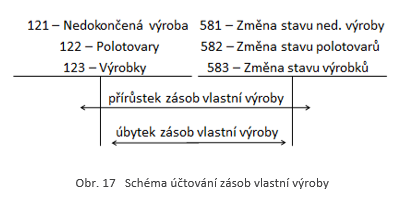 121 – Nedokončená výroba 581 – Změna stavu ned. výroby
122 – Polotovary 582 – Změna stavu polotovarů
123 – Výrobky 583 – Změna stavu výrobků
přírůstek zásob vlastní výroby
úbytek zásob vlastní výroby
Obr. 17 Schéma účtování zásob vlastní výroby